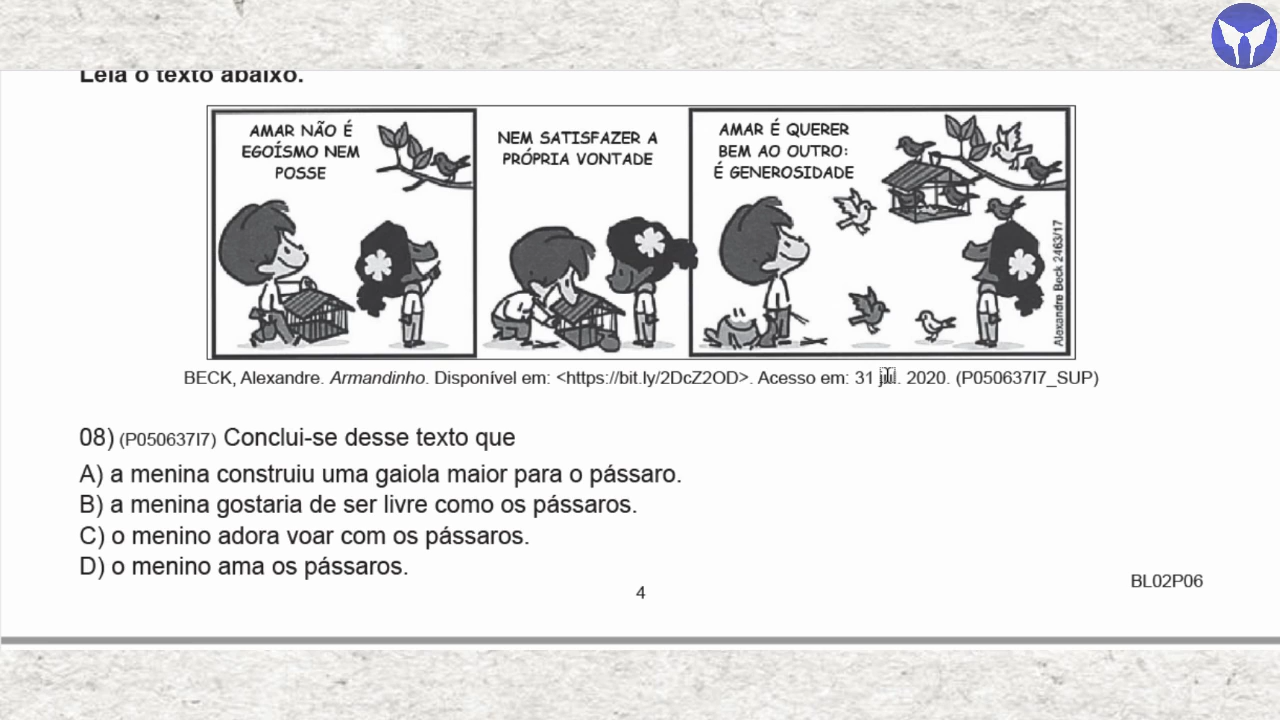 Leia o texto abaixo.
AMAR NÃO É
EGOÍSMO NEM
POSSE
NEM SATISFAZER A
PRÓPRIA VONTADE
AMAR É QUERER
BEM AO OUTRO:
É GENEROSIDADE
Alexandre Beck 2463/17
BECK, Alexandre. Armandinho. Disponível em: <https://bit.ly/2DcZ2OD>. Acesso em: 31 jul. 2020. (P050637I7_SUP)
08) (P050637I7) Conclui-se desse texto que
A) a menina construiu uma gaiola maior para o pássaro.
B) a menina gostaria de ser livre como os pássaros.
C) o menino adora voar com os pássaros.
D) o menino ama os pássaros.
4
BL02P06